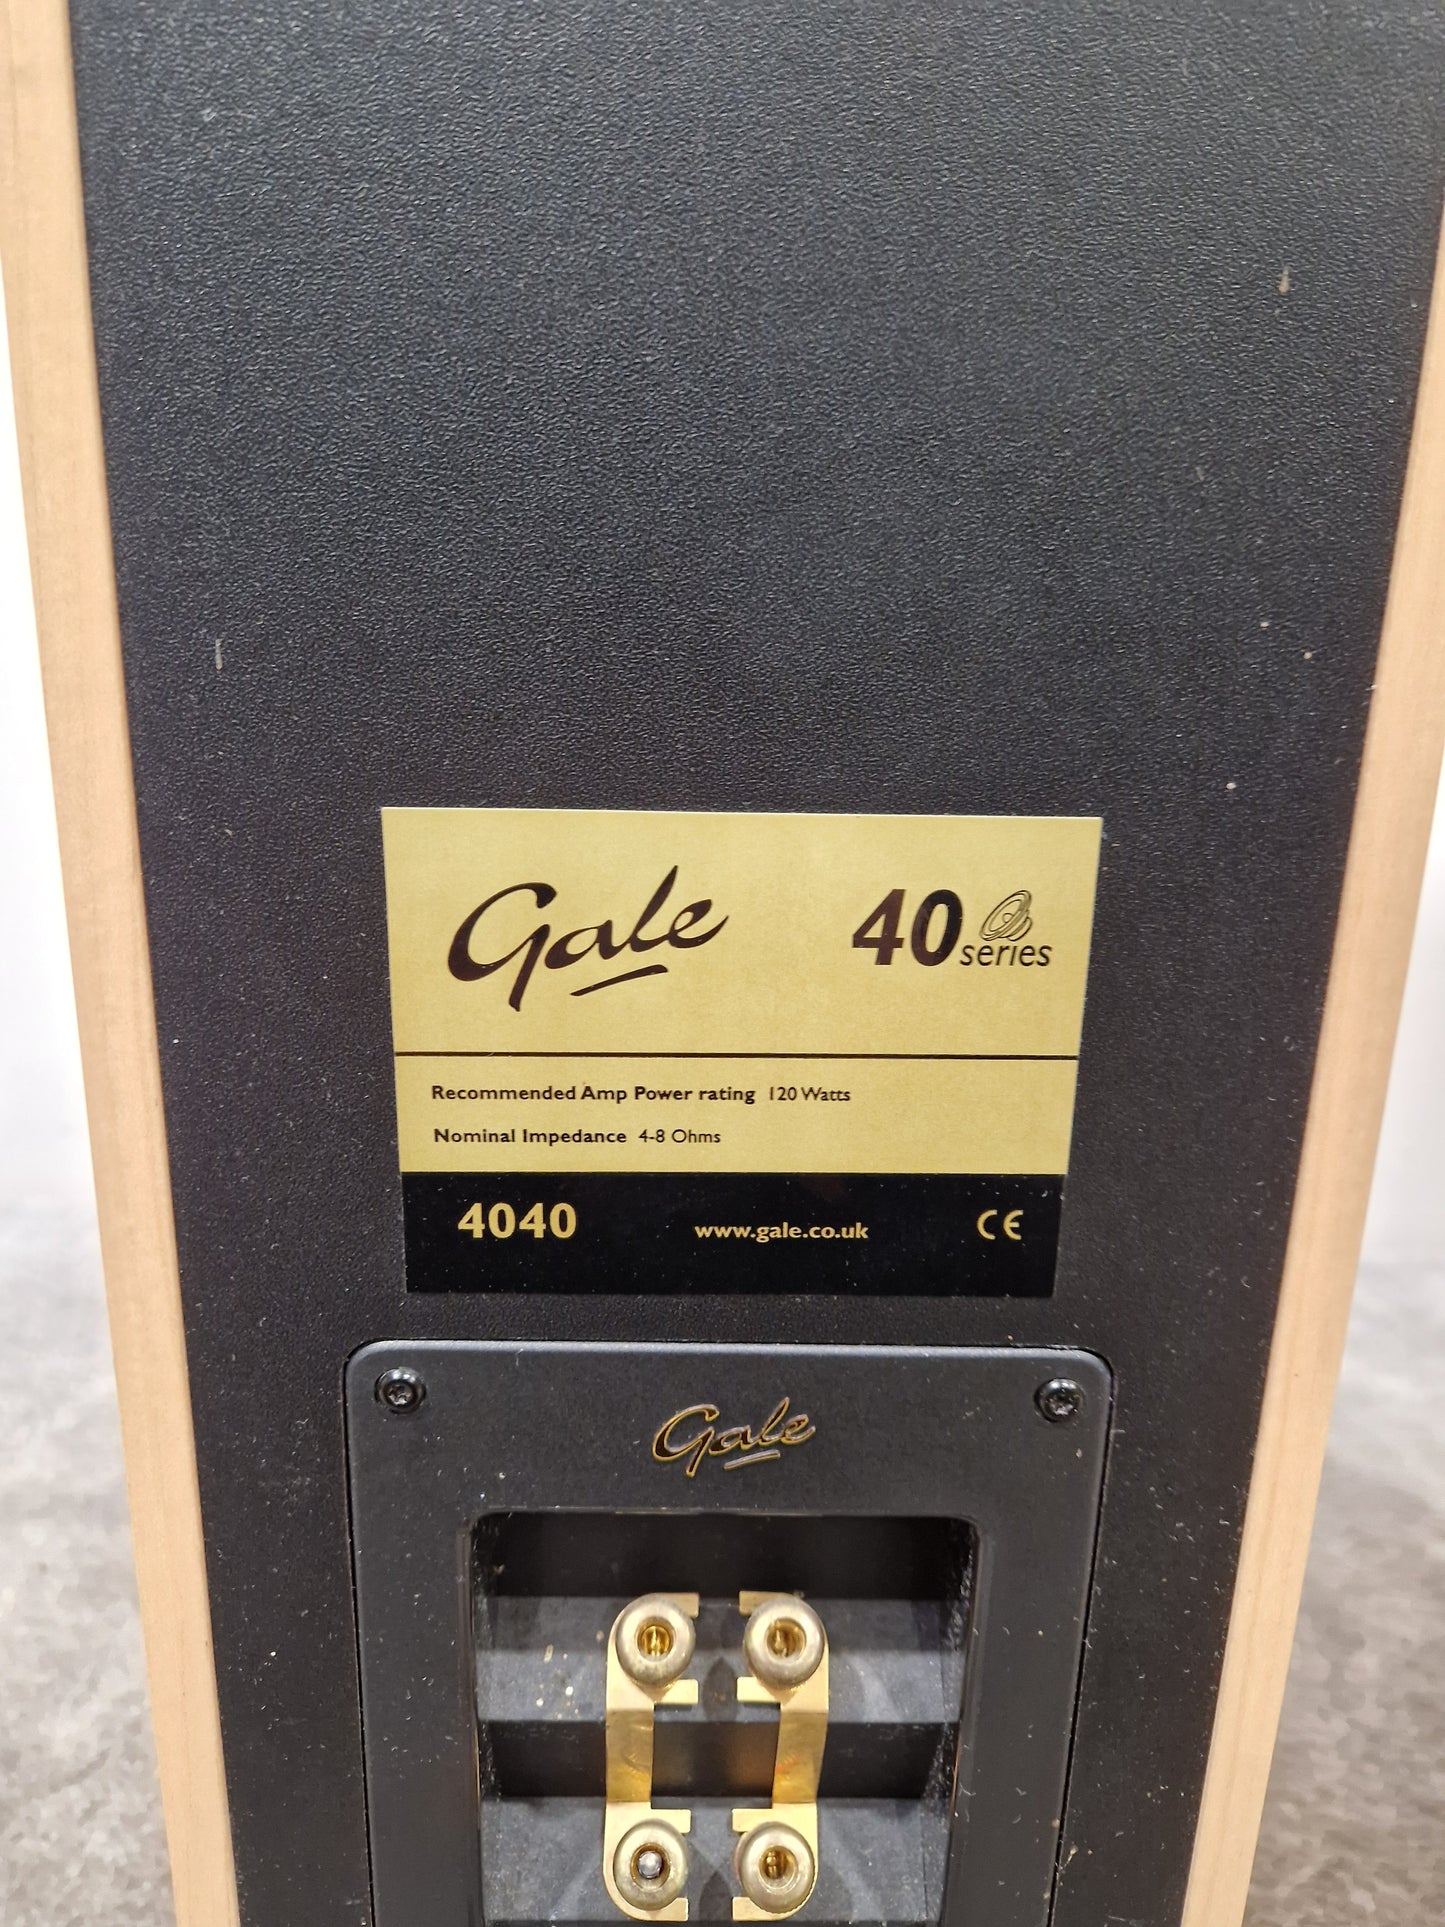 Gale 40 series
Recommended Amp Power rating 120 Watts
Nominal Impedance 4-8 Ohms
4040 www.gale.co.uk CE
Gale